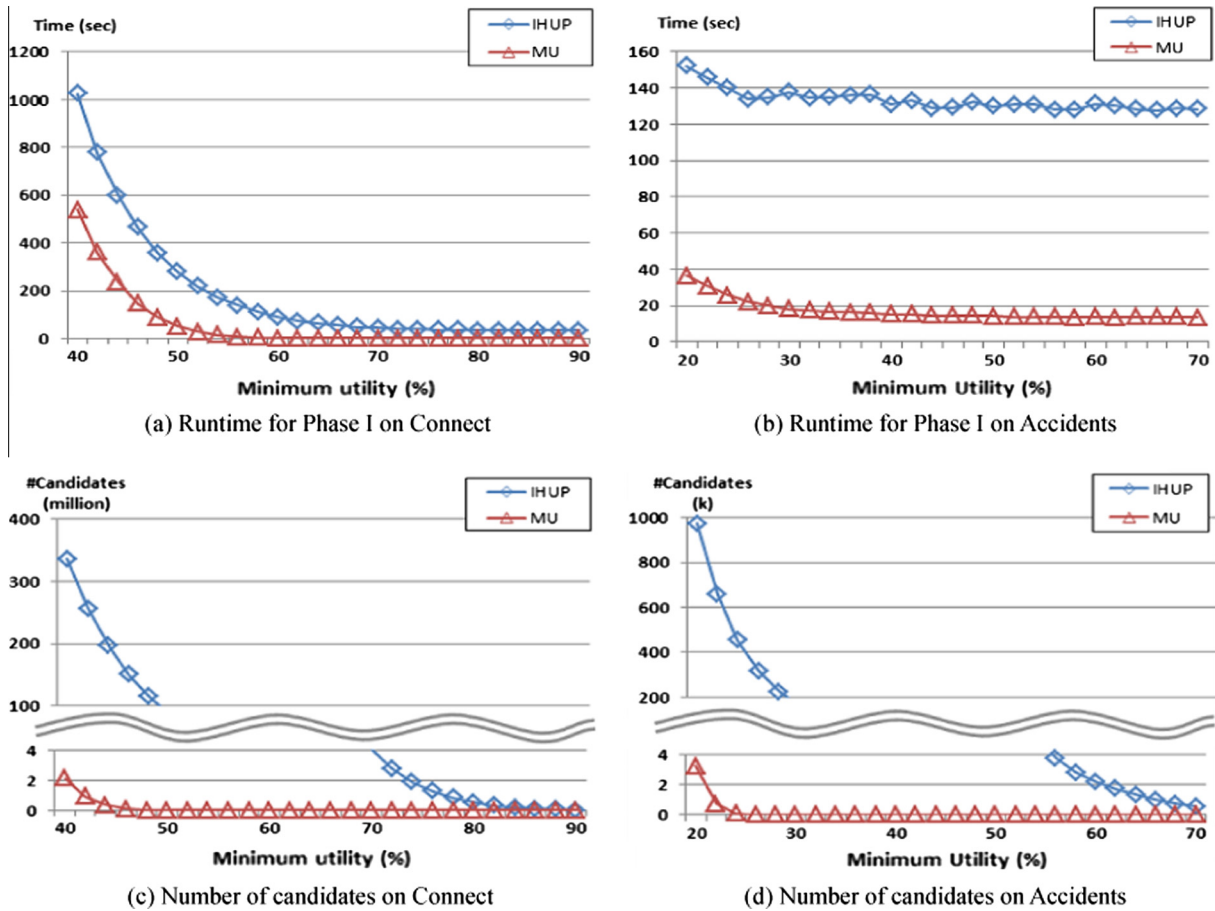 Time (sec)
IHUP
MU
1200
1000
800
600
400
200
0
40 50 60 70 80 90
Minimum utility (%)
(a) Runtime for Phase I on Connect
Time (sec)
IHUP
MU
160
140
120
100
80
60
40
20
0
20 30 40 50 60 70
Minimum Utility (%)
(b) Runtime for Phase I on Accidents
#Candidates
(million)
IHUP
MU
400
300
200
100
4
2
0
40 50 60 70 80 90
Minimum utility (%)
(c) Number of candidates on Connect
#Candidates
(k)
IHUP
MU
1000
800
600
400
200
4
2
0
20 30 40 50 60 70
Minimum Utility (%)
(d) Number of candidates on Accidents